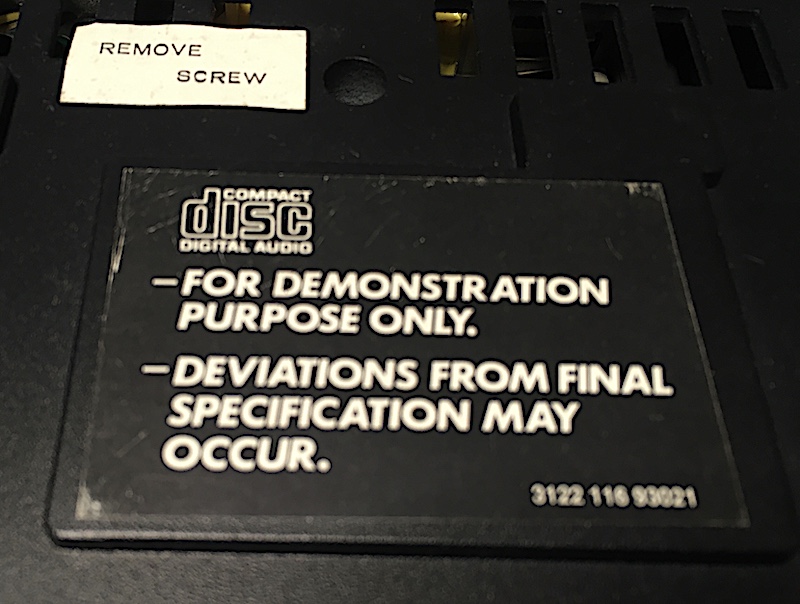 REMOVE
SCREW
COMPACT
disc
DIGITAL AUDIO
–FOR DEMONSTRATION
PURPOSE ONLY.
–DEVIATIONS FROM FINAL
SPECIFICATION MAY
OCCUR.
3122 116 93021